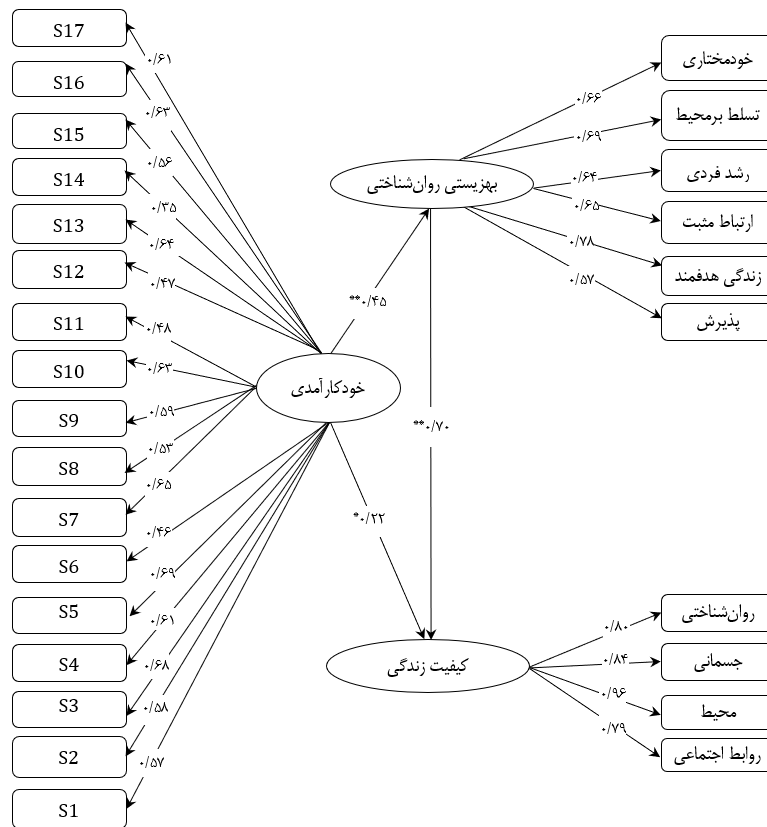 S17
S16
S15
S14
S13
S12
S11
S10
S9
S8
S7
S6
S5
S4
S3
S2
S1
۰/۶۱
۰/۶۳
۰/۵۶
۰/۳۵
۰/۶۴
۰/۴۷
۰/۴۸
۰/۶۳
۰/۵۹
۰/۵۳
۰/۶۵
۰/۴۶
۰/۶۹
۰/۶۱
۰/۶۸
۰/۵۸
۰/۵۷
خودکارآمدی
**۰/۴۵
*۰/۲۲
**۰/۷۰
بهزیستی روان‌شناختی
۰/۶۶
۰/۶۹
۰/۶۴
۰/۶۵
۰/۷۸
۰/۵۷
خودمختاری
تسلط برمحیط
رشد فردی
ارتباط مثبت
زندگی هدفمند
پذیرش
کیفیت زندگی
۰/۸۰
۰/۸۴
۰/۹۶
۰/۷۹
روان‌شناختی
جسمانی
محیط
روابط اجتماعی